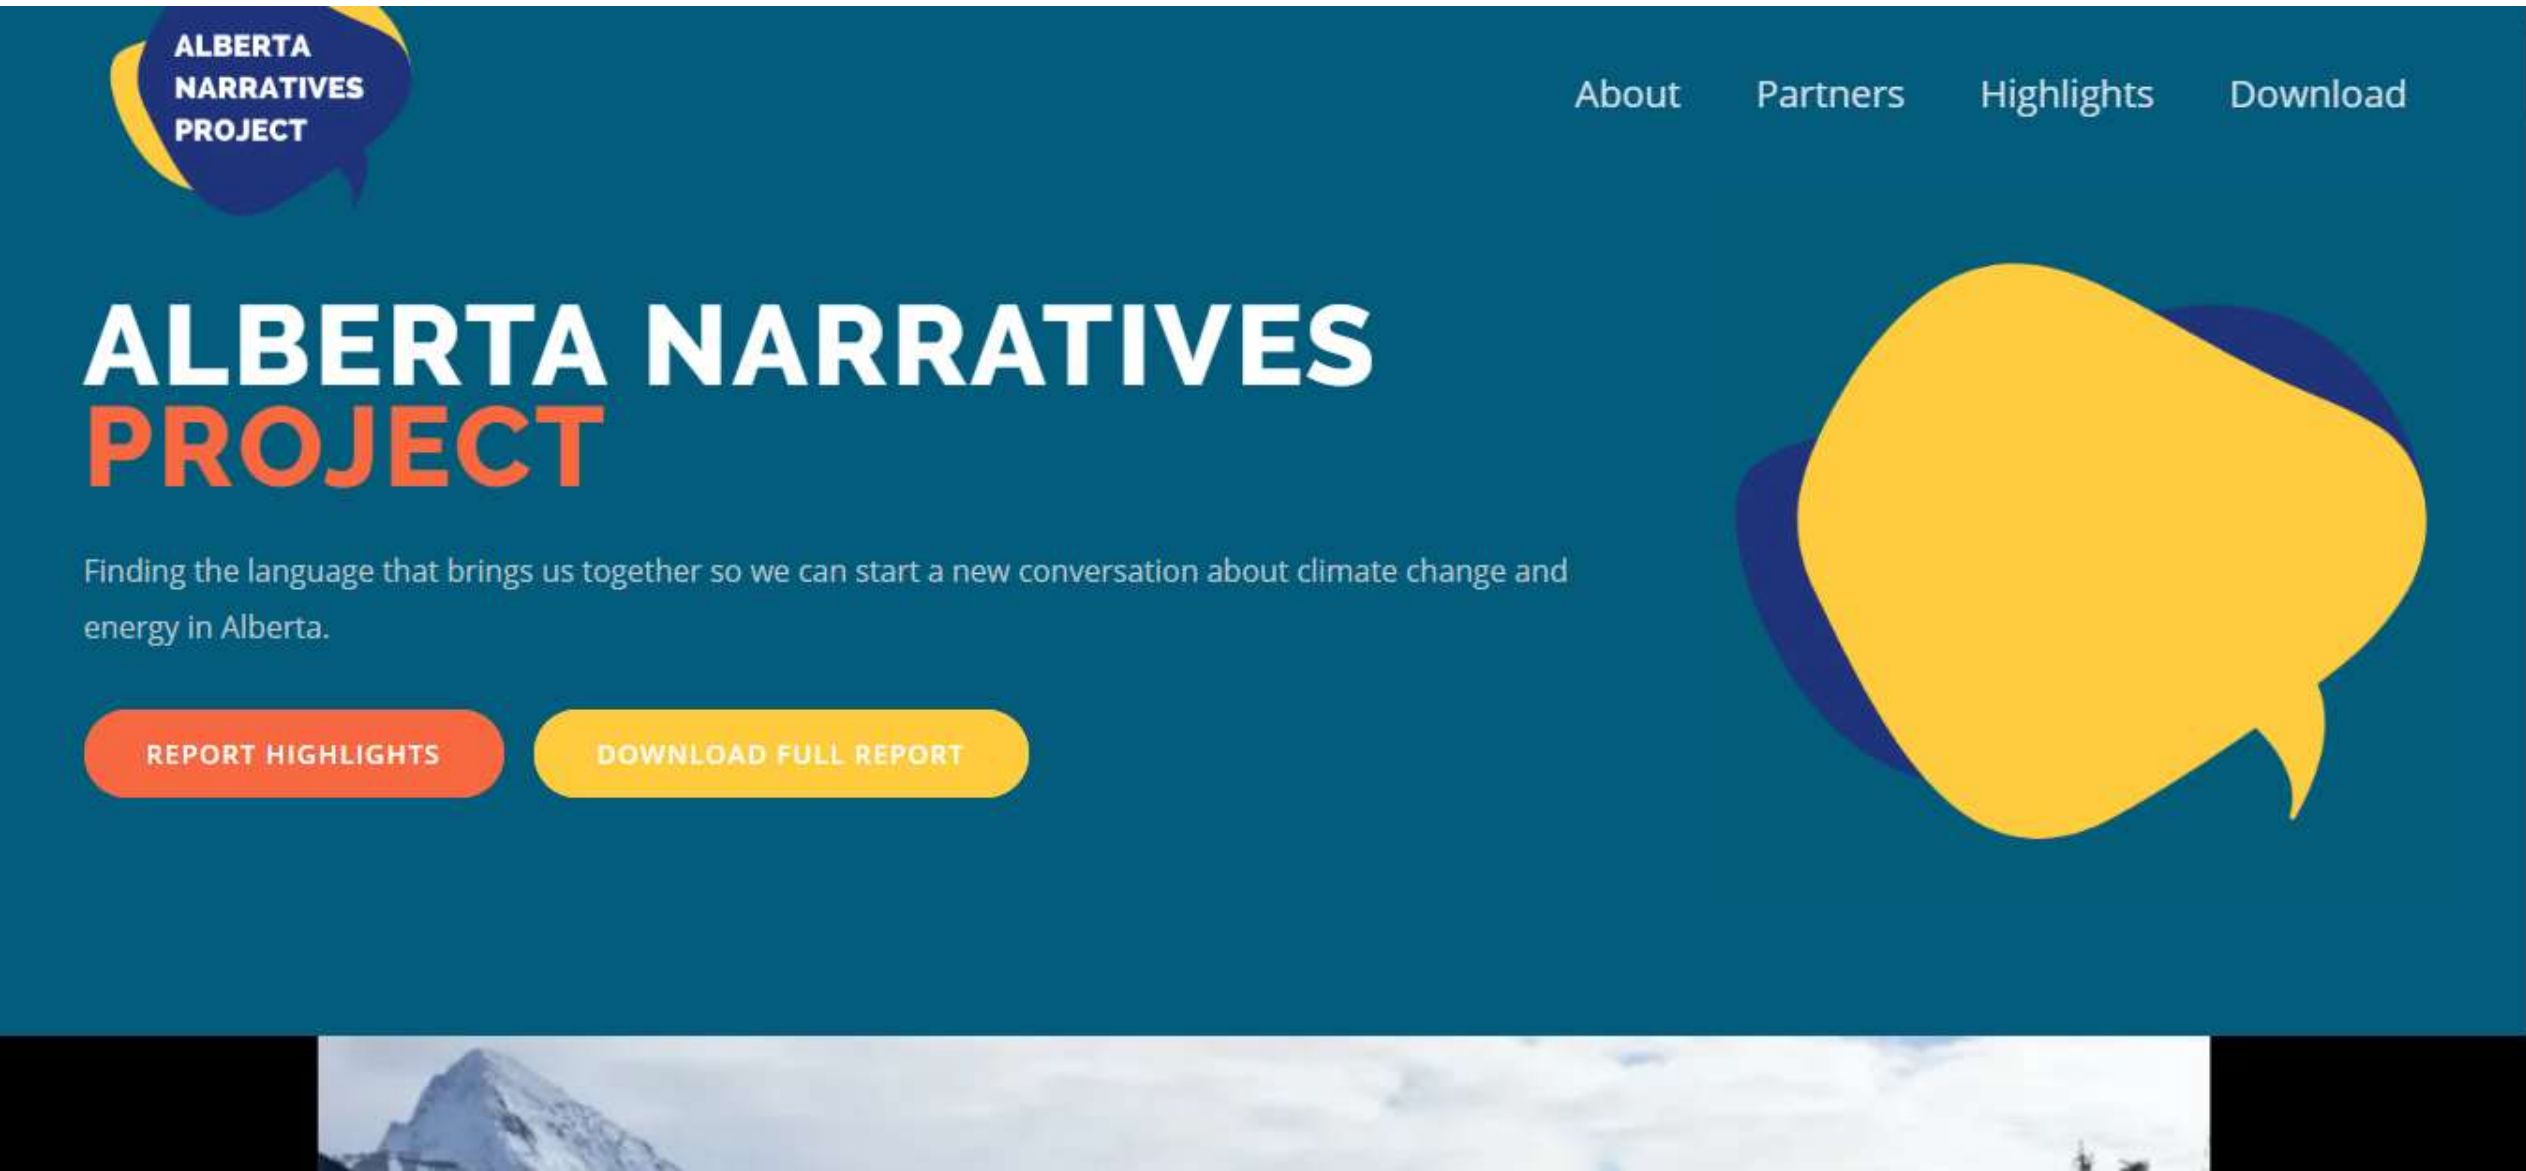 ALBERTA
NARRATIVES
PROJECT
About Partners Highlights Download
ALBERTA NARRATIVES
PROJECT
Finding the language that brings us together so we can start a new conversation about climate change and
energy in Alberta.
REPORT HIGHLIGHTS DOWNLOAD FULL REPORT